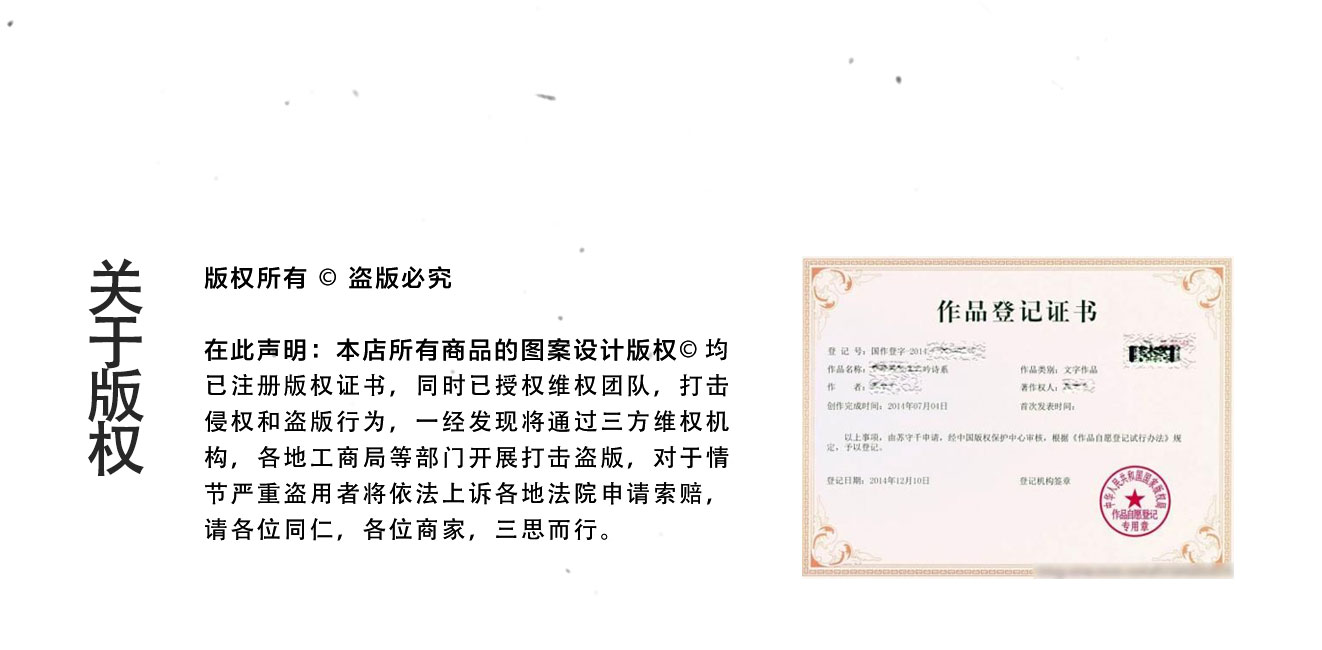 关于版权
版权所有 © 盗版必究
在此声明：本店所有商品的图案设计版权© 均
已注册版权证书，同时已授权维权团队，打击
侵权和盗版行为，一经发现将通过三方维权机
构，各地工商局等部门开展打击盗版，对于情
节严重盗用者将依法上诉各地法院申请索赔，
请各位同仁，各位商家，三思而行。
作品登记证书
登 记 号：国作登字-2014
作品名称： 吟诗系
作品类别：文字作品
作 者：
著作权人：
创作完成时间：2014年07月04日
首次发表时间：
以上事项，由苏守千申请，经中国版权保护中心审核，根据《作品自愿登记试行办法》规
定，予以登记。
登记日期：2014年12月10日
登记机构签章
中华人民共和国国家版权局
作品自愿登记
专用章